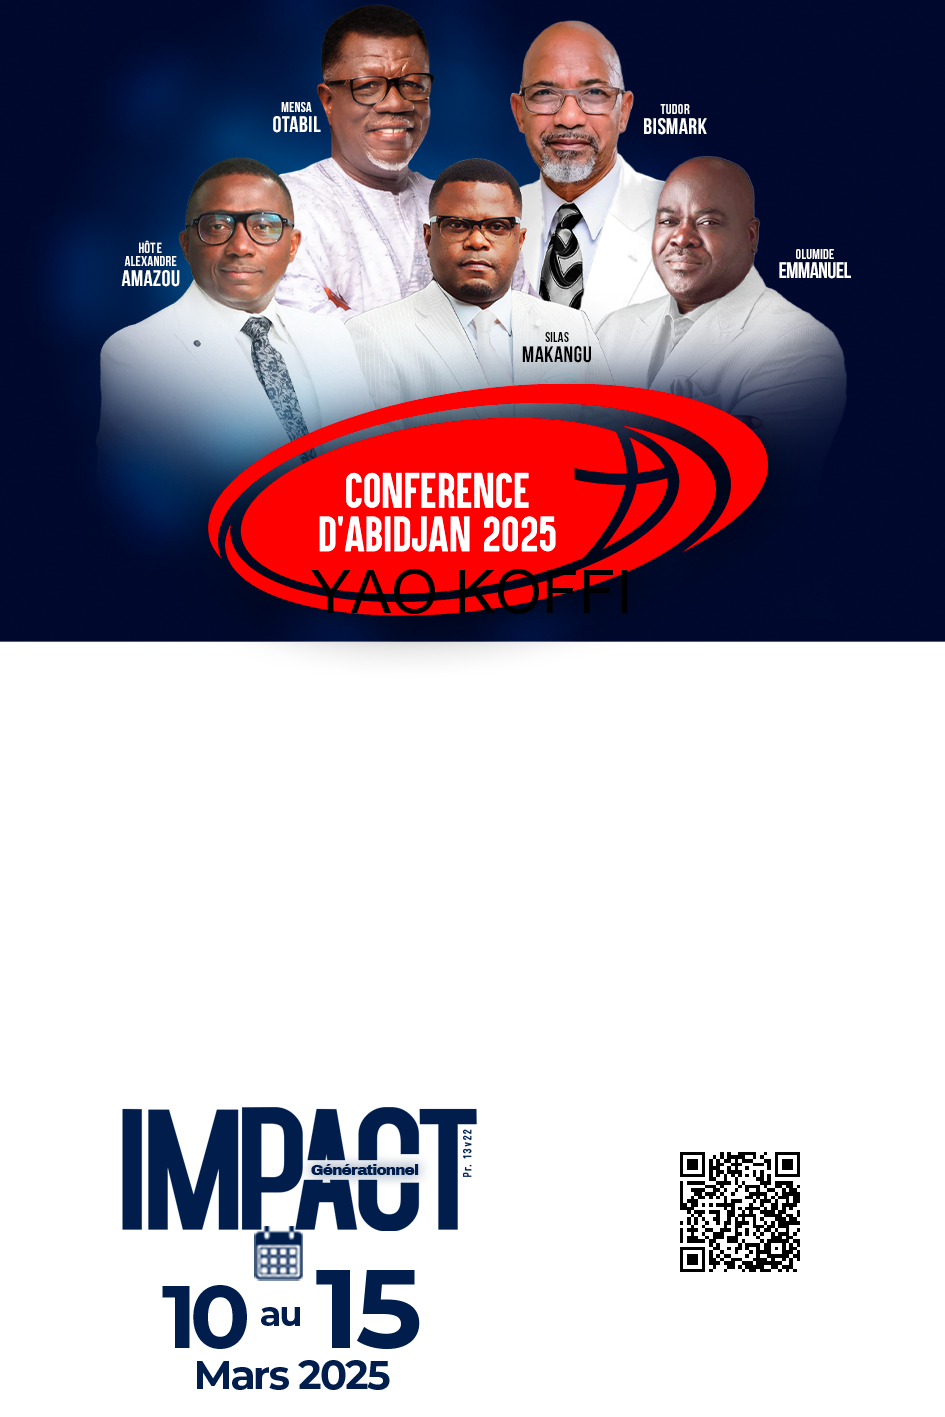 MENSA
OTABIL
TUDOR
BISMARK
HÔTE
ALEXANDRE
AMAZOU
OLUMIDE
EMMANUEL
SILAS
MAKANGU
CONFERENCE
D'ABIDJAN 2025
YAO KOFFI
IMPACT
Générationnel
Pr. 13v22
10 au 15
Mars 2025